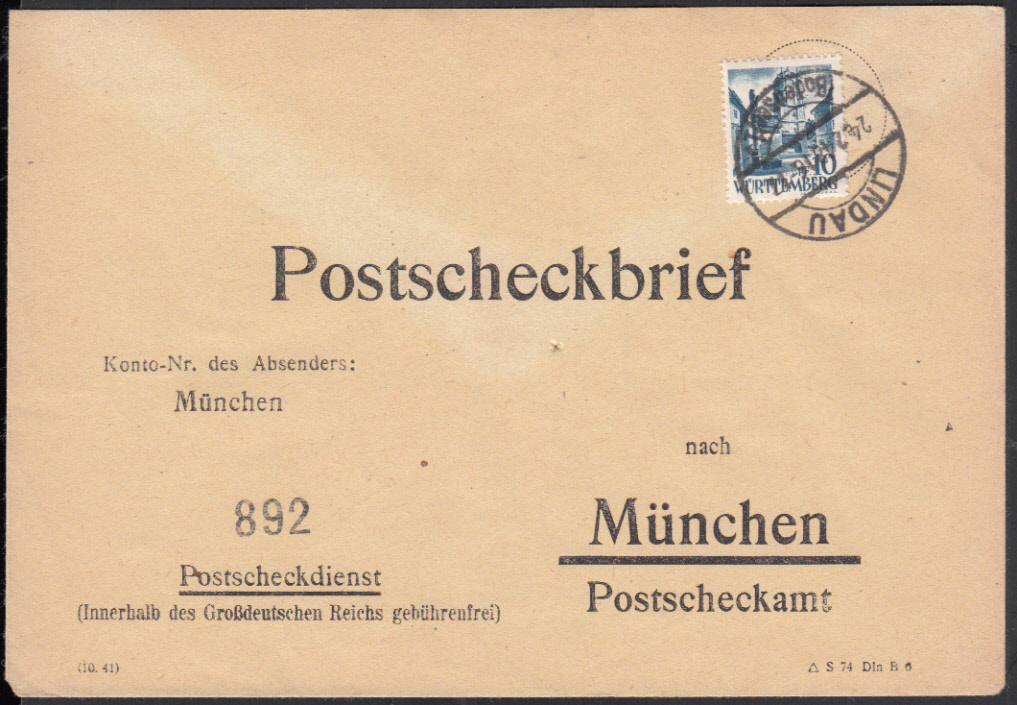 10
WÜRTTEMBERG
(Bodensee)
LINDAU
Postscheckbrief
Konto-Nr. des Absenders:
München
nach
892
München
Postscheckdienst
Postscheckamt
(Innerhalb des Großdeutschen Reichs gebührenfrei)
(10. 41)
△ S 74 Din B 6